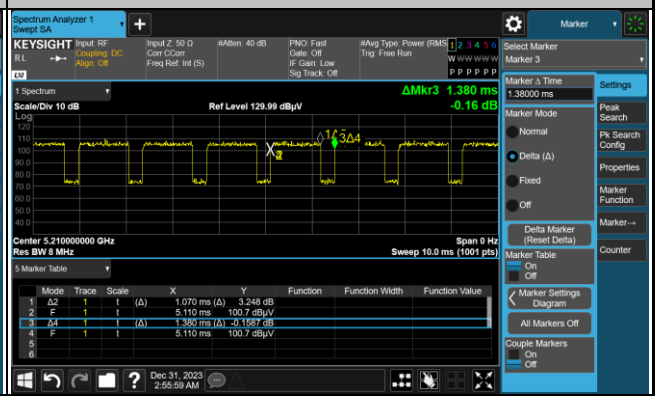 Spectrum Analyzer 1
Swept SA
+
Marker
KEYSIGHT
RL
LXI
Input: RF
Coupling: DC
Align: Off
Input Z: 50 Ω
Corr CCorr
Freq Ref: Int (S)
#Atten: 40 dB
PNO: Fast
Gate: Off
IF Gain: Low
Sig Track: Off
#Avg Type: Power (RMS
Trig: Free Run
1 2 3 4 5 6
W W W W W W
P P P P P P
Select Marker
Marker 3
1 Spectrum
ΔMkr3 1.380 ms
-0.16 dB
Scale/Div 10 dB
Ref Level 129.99 dBµV
Log
120
110
100
90.0
80.0
70.0
60.0
50.0
40.0
3Δ4
Center 5.210000000 GHz
Span 0 Hz
Res BW 8 MHz
Sweep 10.0 ms (1001 pts)
5 Marker Table
Mode Trace Scale X Y Function Function Width Function Value
1 Δ2 1 t (Δ) 1.070 ms (Δ) 3.248 dB
2 F 1 t 5.110 ms 100.7 dBµV
3 Δ4 1 t (Δ) 1.380 ms (Δ) -0.1587 dB
4 F 1 t 5.110 ms 100.7 dBµV
5
6
Marker Δ Time
1.38000 ms
Marker Mode
Normal
Delta (Δ)
Fixed
Off
Delta Marker
(Reset Delta)
Marker Table
On
Off
Marker Settings
Diagram
All Markers Off
Couple Markers
On
Off
Settings
Peak
Search
Pk Search
Config
Properties
Marker
Function
Marker→
Counter
?
Dec 31, 2023
2:55:59 AM